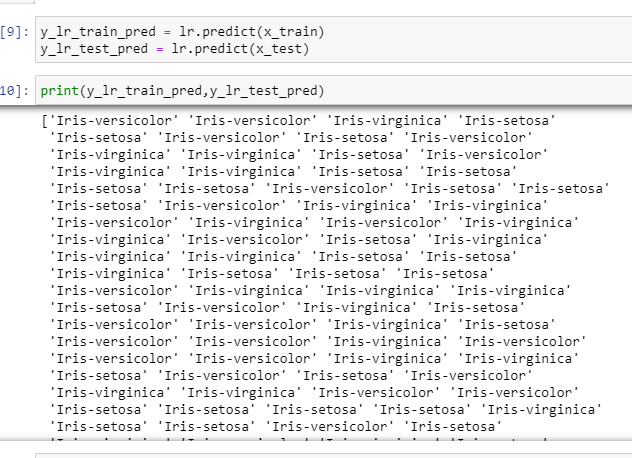 [9]: y_lr_train_pred = lr.predict(x_train)
y_lr_test_pred = lr.predict(x_test)
10]: print(y_lr_train_pred,y_lr_test_pred)
['Iris-versicolor' 'Iris-versicolor' 'Iris-virginica' 'Iris-setosa'
'Iris-setosa' 'Iris-versicolor' 'Iris-setosa' 'Iris-versicolor'
'Iris-virginica' 'Iris-virginica' 'Iris-setosa' 'Iris-versicolor'
'Iris-virginica' 'Iris-virginica' 'Iris-setosa' 'Iris-setosa'
'Iris-setosa' 'Iris-setosa' 'Iris-versicolor' 'Iris-setosa' 'Iris-setosa'
'Iris-setosa' 'Iris-versicolor' 'Iris-virginica' 'Iris-virginica'
'Iris-versicolor' 'Iris-virginica' 'Iris-versicolor' 'Iris-virginica'
'Iris-virginica' 'Iris-versicolor' 'Iris-setosa' 'Iris-virginica'
'Iris-virginica' 'Iris-virginica' 'Iris-setosa' 'Iris-setosa'
'Iris-virginica' 'Iris-setosa' 'Iris-setosa' 'Iris-setosa'
'Iris-versicolor' 'Iris-virginica' 'Iris-virginica' 'Iris-virginica'
'Iris-setosa' 'Iris-versicolor' 'Iris-virginica' 'Iris-setosa'
'Iris-versicolor' 'Iris-versicolor' 'Iris-virginica' 'Iris-setosa'
'Iris-versicolor' 'Iris-virginica' 'Iris-virginica' 'Iris-versicolor'
'Iris-versicolor' 'Iris-versicolor' 'Iris-virginica' 'Iris-virginica'
'Iris-setosa' 'Iris-versicolor' 'Iris-setosa' 'Iris-versicolor'
'Iris-virginica' 'Iris-virginica' 'Iris-versicolor' 'Iris-versicolor'
'Iris-setosa' 'Iris-setosa' 'Iris-setosa' 'Iris-setosa' 'Iris-virginica'
'Iris-setosa' 'Iris-setosa' 'Iris-versicolor' 'Iris-setosa'